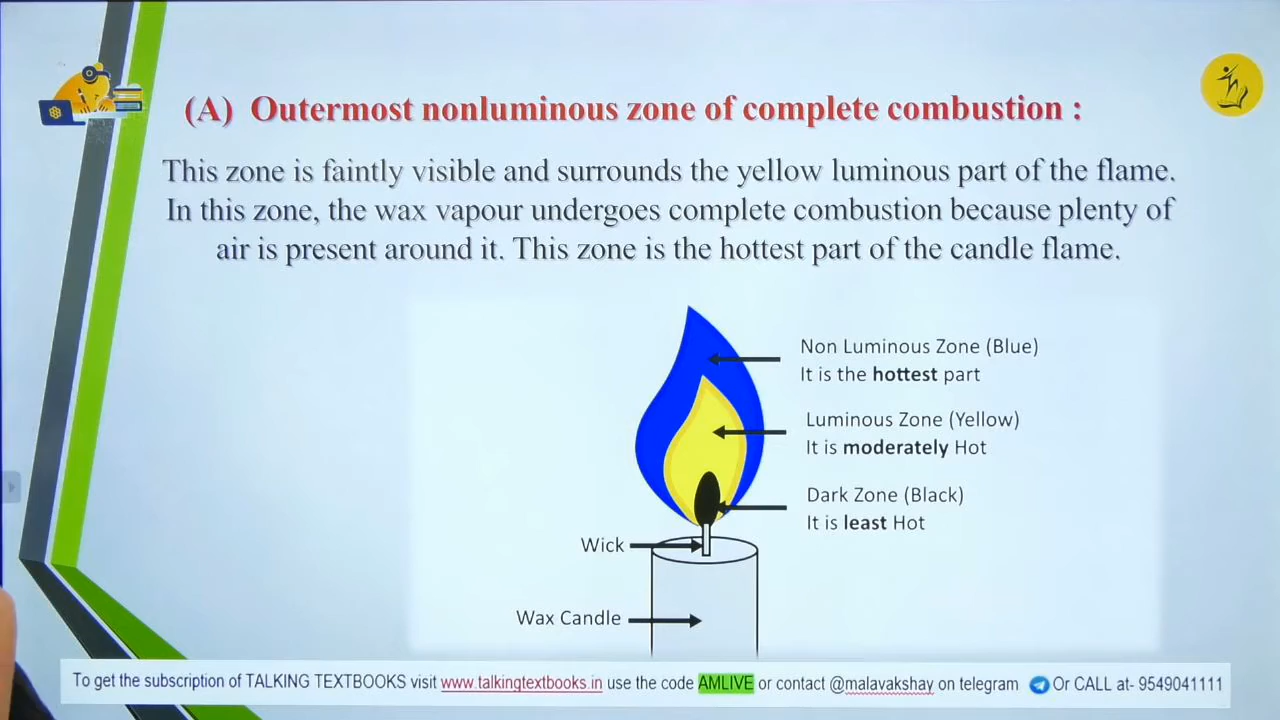 (A) Outermost nonluminous zone of complete combustion :
This zone is faintly visible and surrounds the yellow luminous part of the flame.
In this zone, the wax vapour undergoes complete combustion because plenty of
air is present around it. This zone is the hottest part of the candle flame.
Non Luminous Zone (Blue)
It is the hottest part
Luminous Zone (Yellow)
It is moderately Hot
Dark Zone (Black)
It is least Hot
Wick
Wax Candle
To get the subscription of TALKING TEXTBOOKS visit www.talkingtextbooks.in use the code AMLIVE or contact @malavakshay on telegram Or CALL at- 9549041111